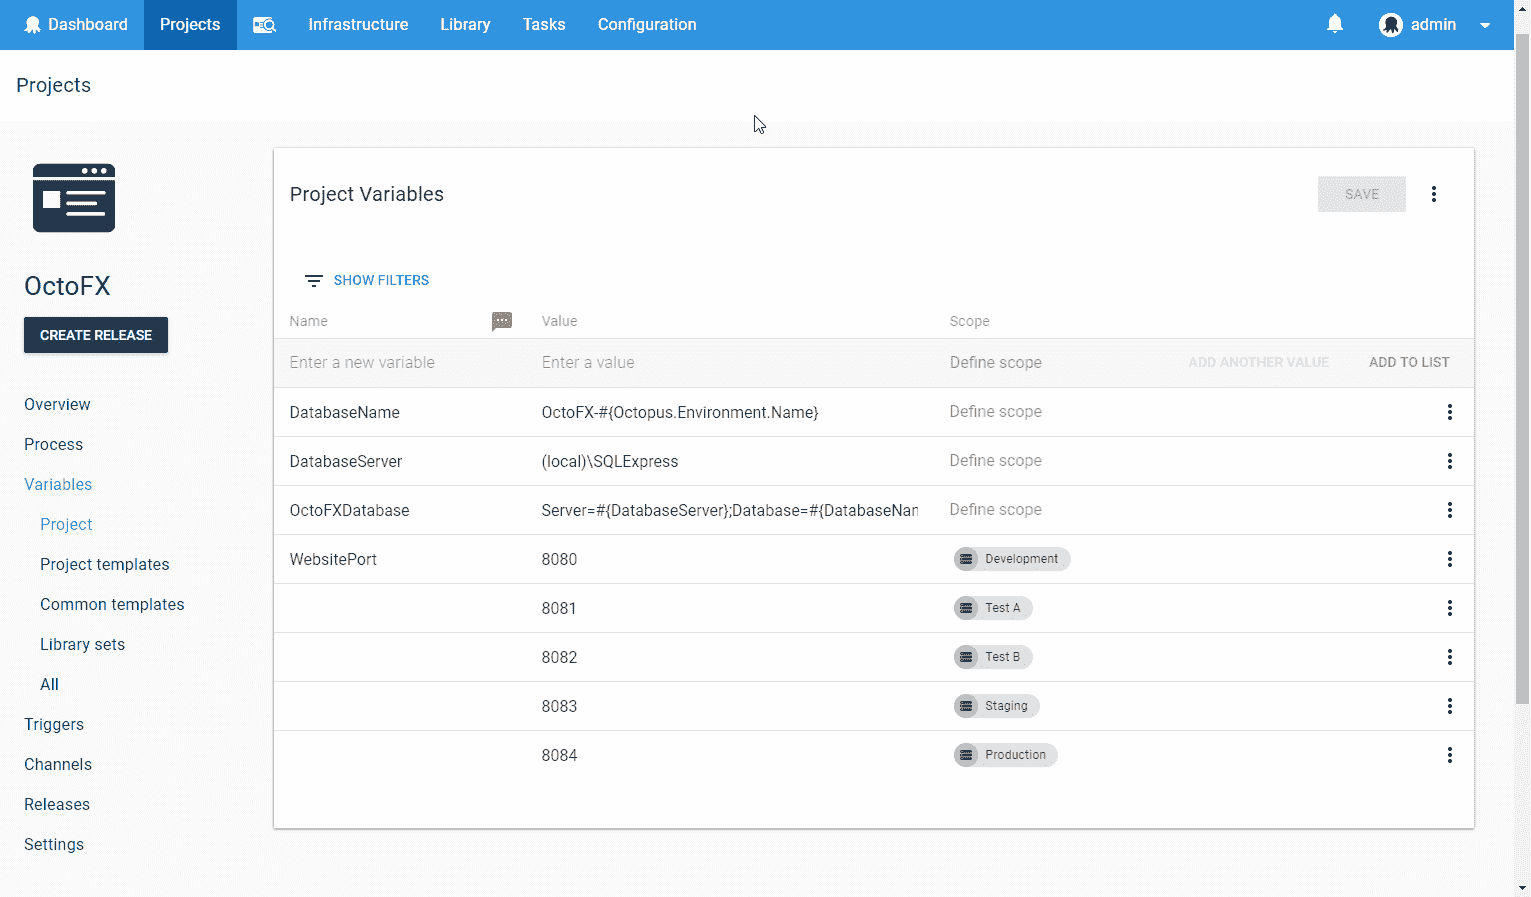 Dashboard Projects Infrastructure Library Tasks Configuration admin
Projects
OctoFX
CREATE RELEASE
Overview
Process
Variables
Project
Project templates
Common templates
Library sets
All
Triggers
Channels
Releases
Settings
Project Variables SAVE
SHOW FILTERS
Name Value Scope
Enter a new variable Enter a value Define scope ADD ANOTHER VALUE ADD TO LIST
DatabaseName OctoFX-#{Octopus.Environment.Name} Define scope
DatabaseServer (local)\SQLExpress Define scope
OctoFXDatabase Server=#{DatabaseServer};Database=#{DatabaseNan Define scope
WebsitePort 8080 Development
8081 Test A
8082 Test B
8083 Staging
8084 Production